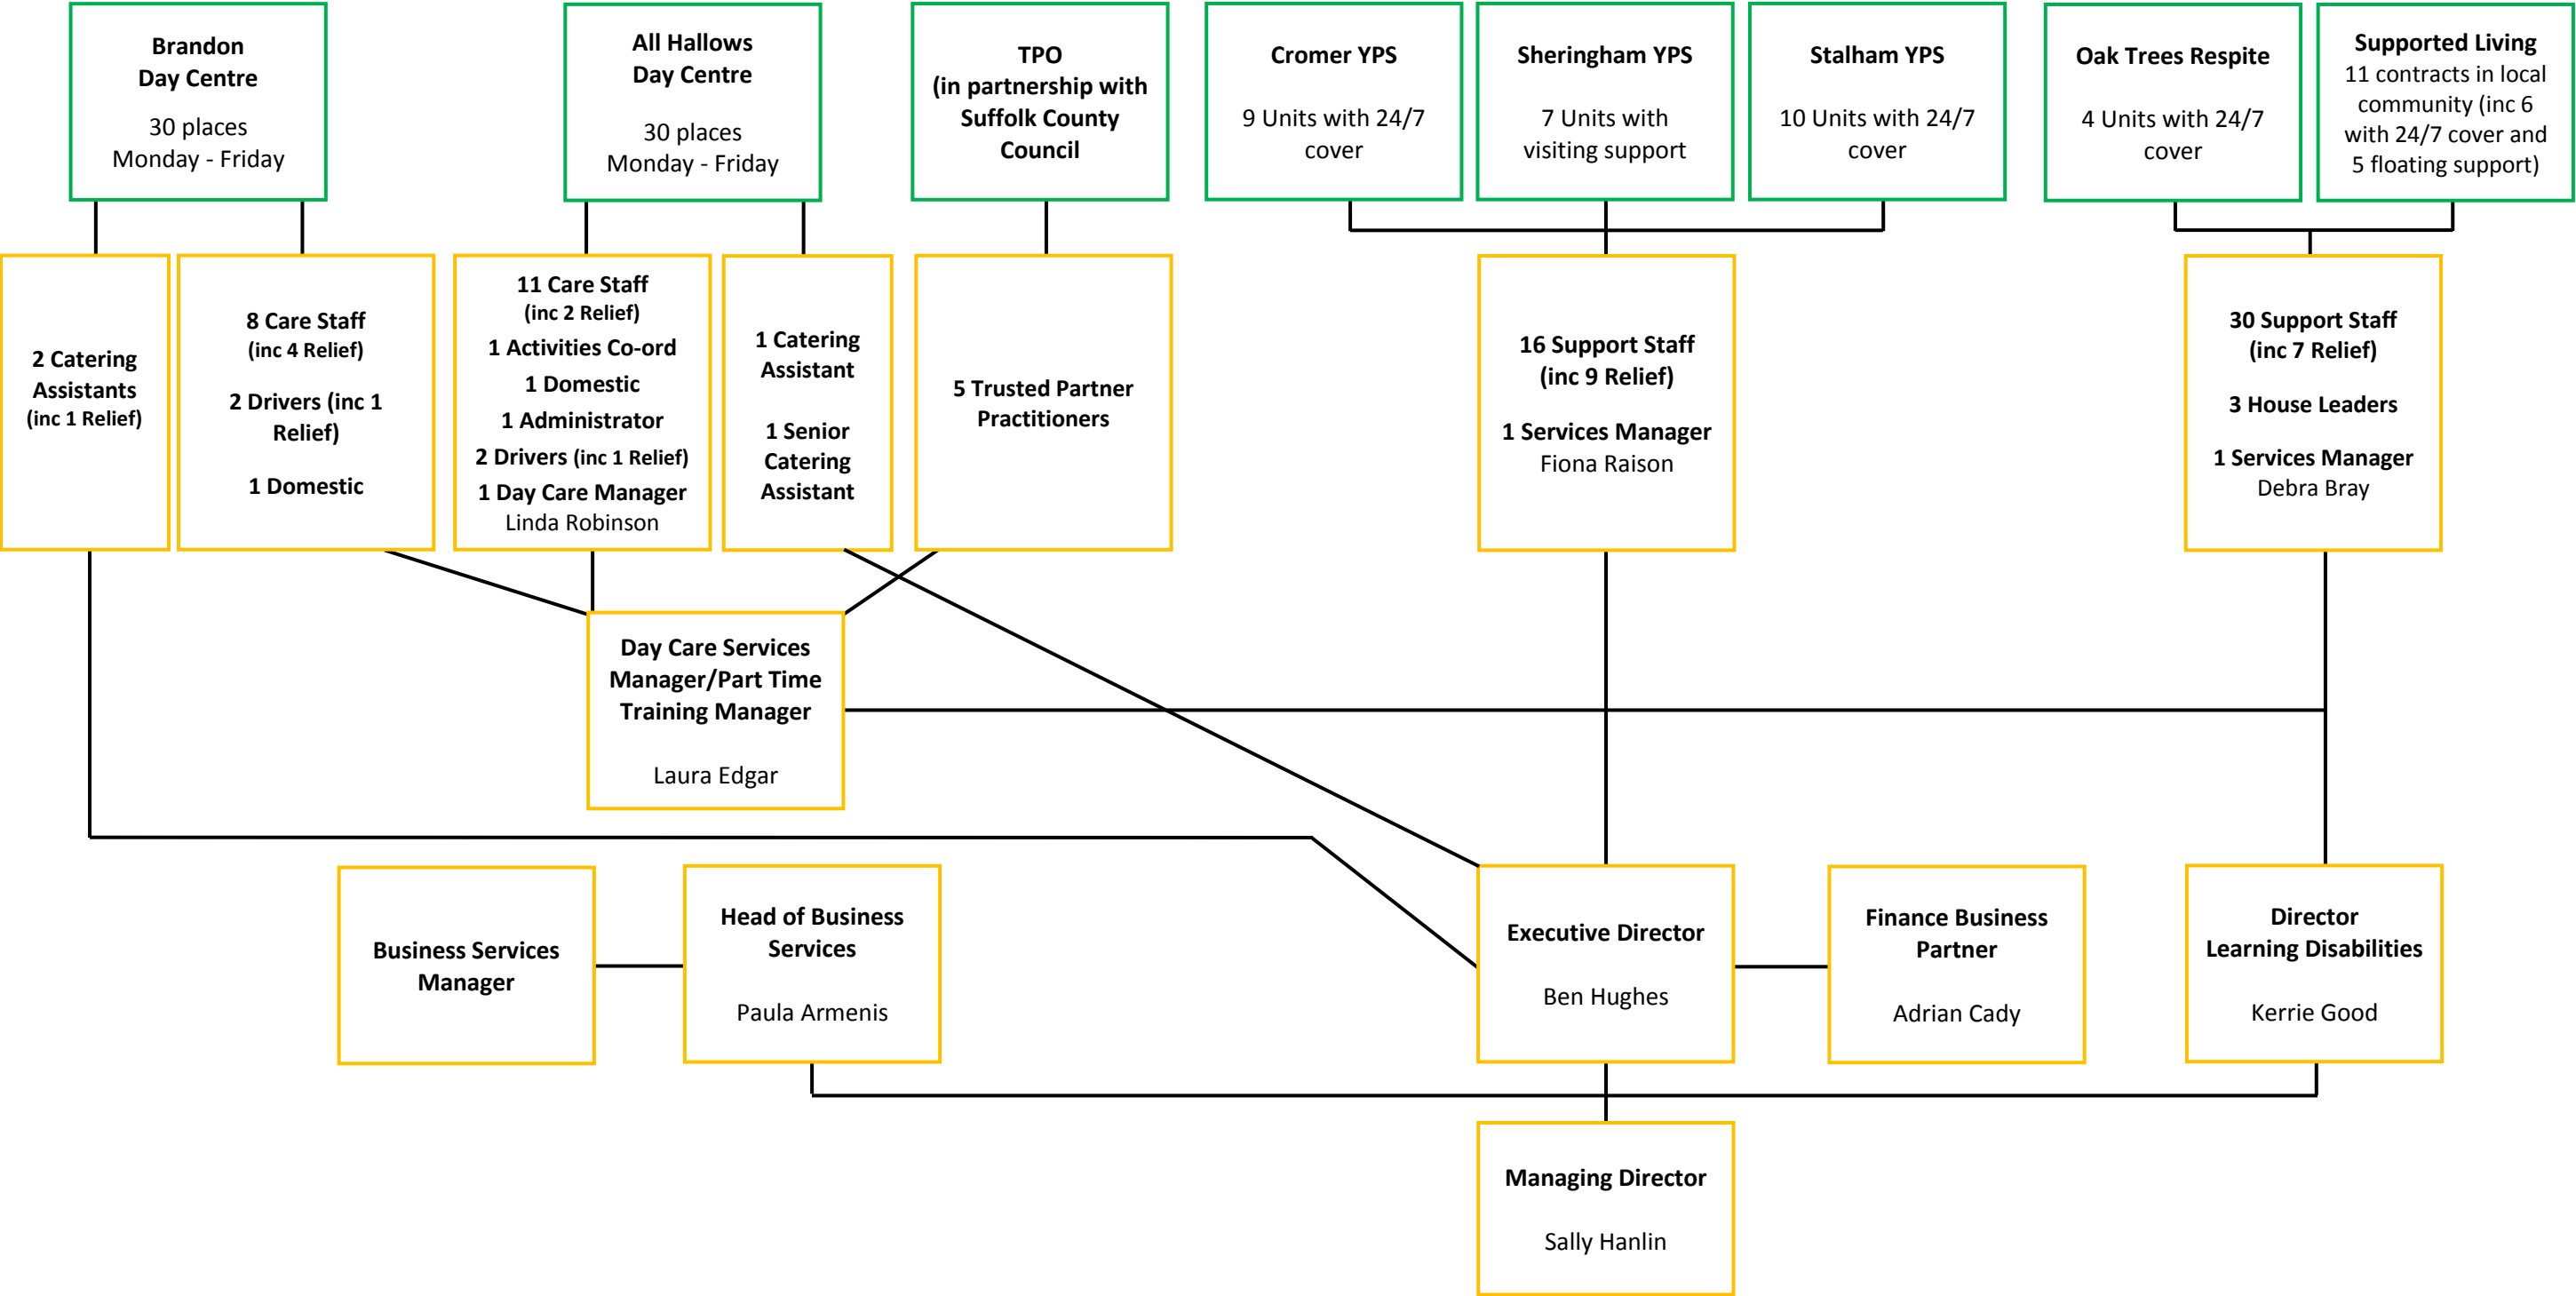 Brandon
Day Centre
30 places
Monday - Friday
All Hallows
Day Centre
30 places
Monday - Friday
TPO
(in partnership with
Suffolk County
Council
Cromer YPS
9 Units with 24/7
cover
Sheringham YPS
7 Units with
visiting support
Stalham YPS
10 Units with 24/7
cover
Oak Trees Respite
4 Units with 24/7
cover
Supported Living
11 contracts in local
community (inc 6
with 24/7 cover and
5 floating support)
2 Catering
Assistants
(inc 1 Relief)
8 Care Staff
(inc 4 Relief)
2 Drivers (inc 1
Relief)
1 Domestic
11 Care Staff
(inc 2 Relief)
1 Activities Co-ord
1 Domestic
1 Administrator
2 Drivers (inc 1 Relief)
1 Day Care Manager
Linda Robinson
1 Catering
Assistant
1 Senior
Catering
Assistant
5 Trusted Partner
Practitioners
16 Support Staff
(inc 9 Relief)
1 Services Manager
Fiona Raison
30 Support Staff
(inc 7 Relief)
3 House Leaders
1 Services Manager
Debra Bray
Day Care Services
Manager/Part Time
Training Manager
Laura Edgar
Business Services
Manager
Head of Business
Services
Paula Armenis
Executive Director
Ben Hughes
Finance Business
Partner
Adrian Cady
Director
Learning Disabilities
Kerrie Good
Managing Director
Sally Hanlin